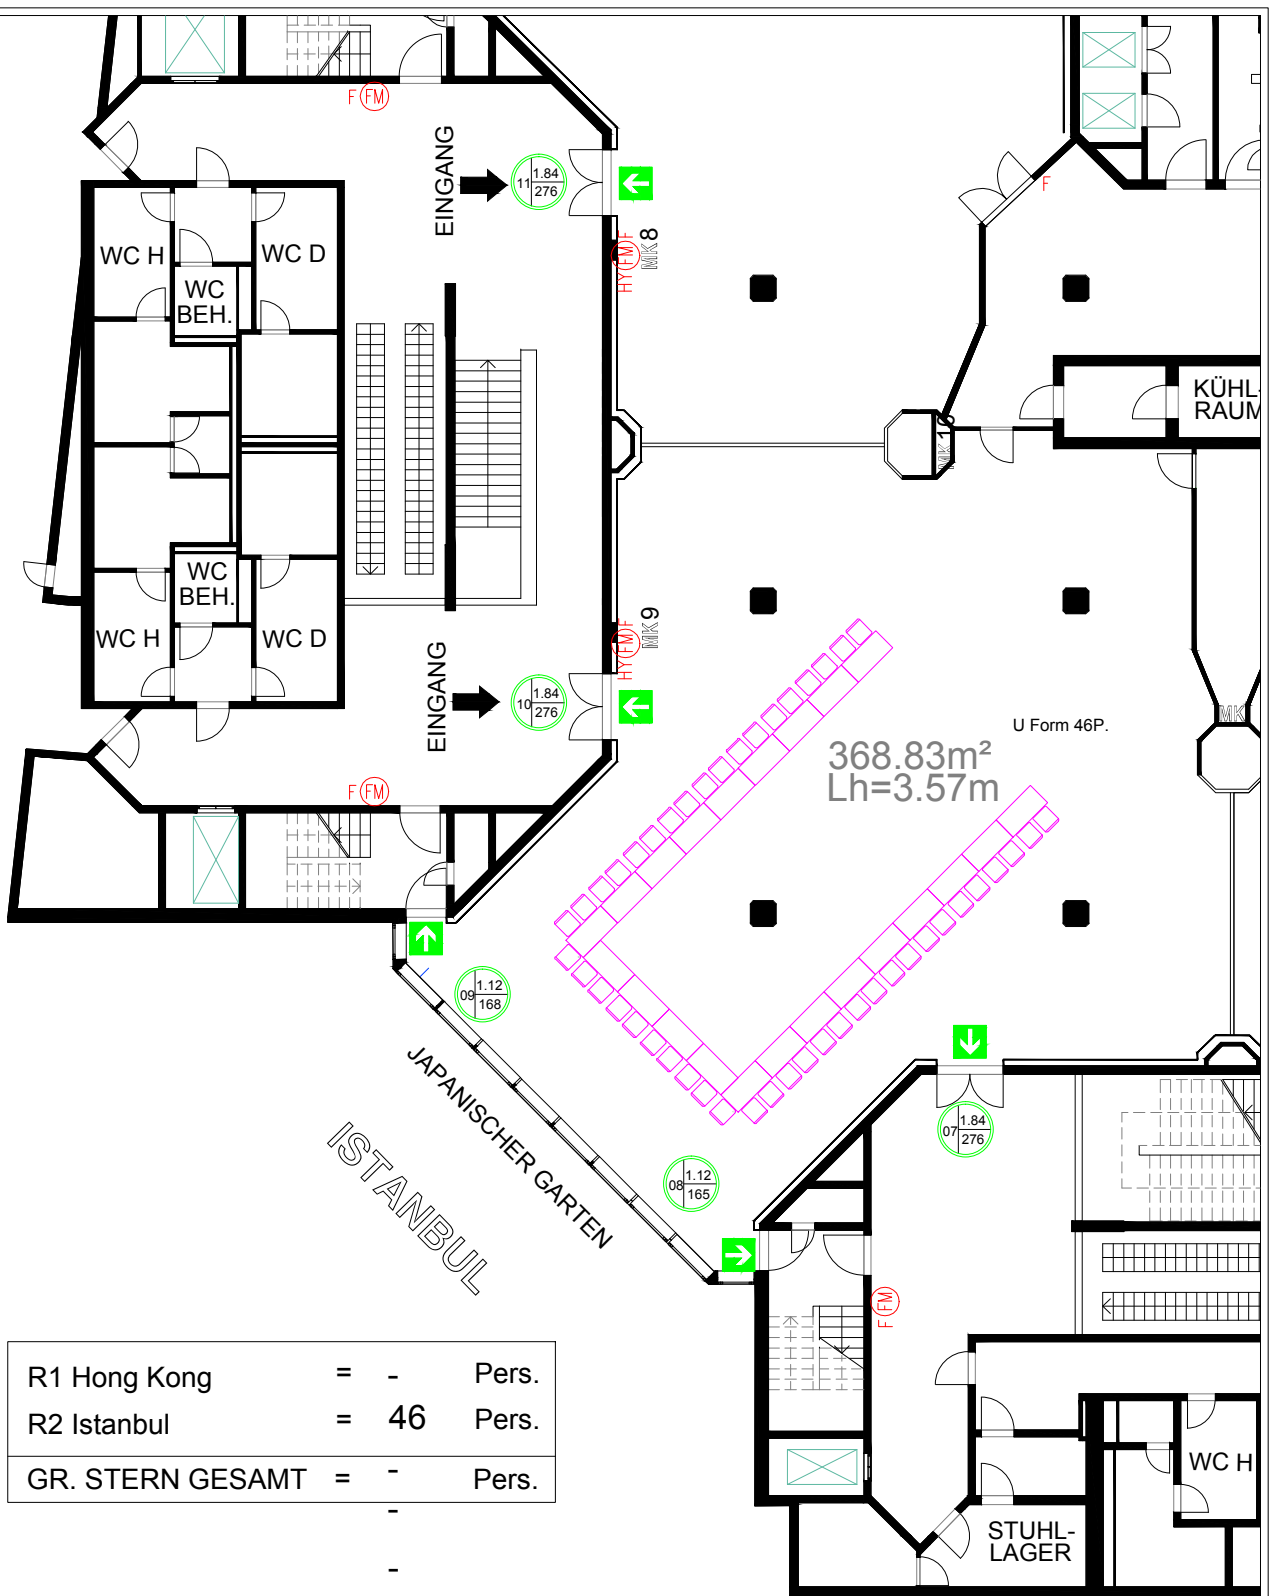 F FM
EINGANG
11 1.84
276
F
HY FM F
MK8
WC H
WC D
WC
BEH.
KÜHL-
RAUM
MK10
WC
BEH.
WC H
WC D
HY FM F
MK9
EINGANG
10 1.84
276
MK
U Form 46P.
368.83m²
Lh=3.57m
F FM
09 1.12
168
JAPANISCHER GARTEN
ISTANBUL
07 1.84
276
08 1.12
165
F FM
R1 Hong Kong = - Pers.
R2 Istanbul = 46 Pers.
GR. STERN GESAMT = - Pers.
-
-
WC H
STUHL-
LAGER